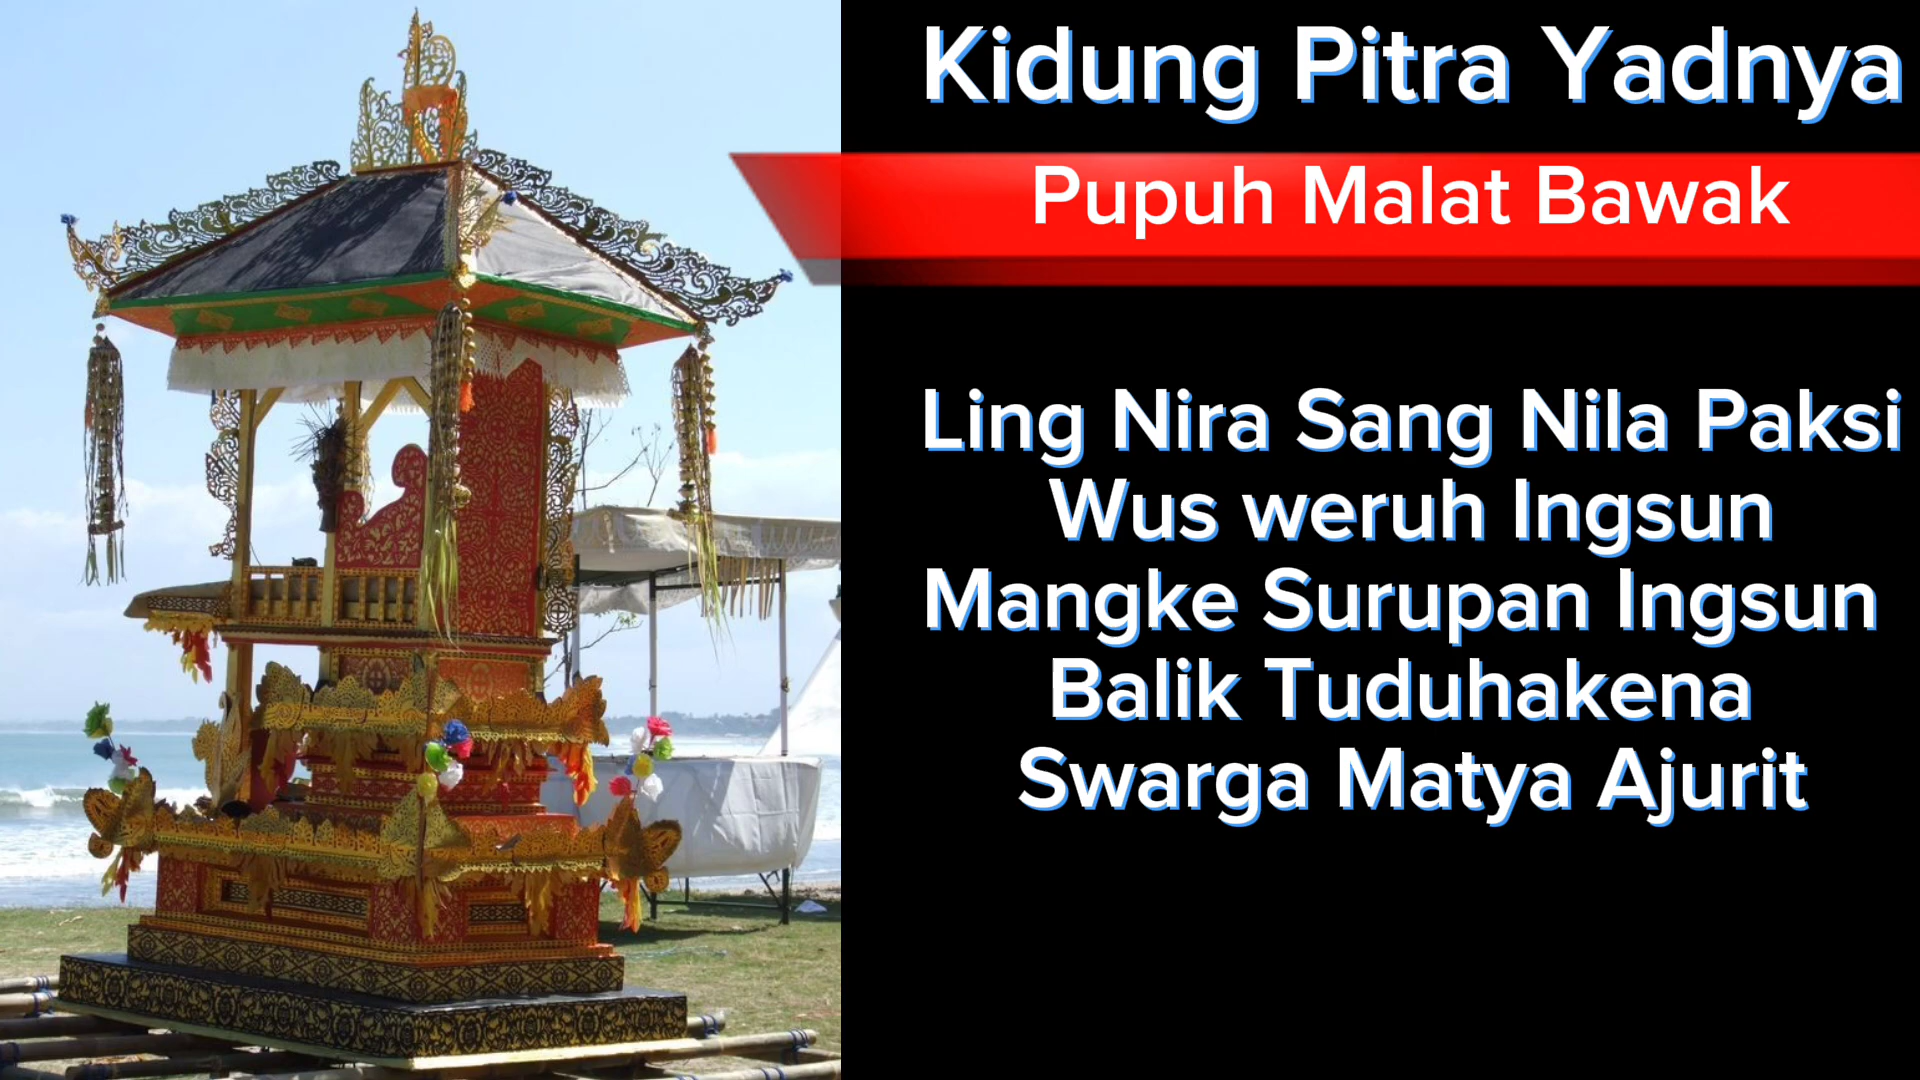 Kidung Pitra Yadnya
Pupuh Malat Bawak
Ling Nira Sang Nila Paksi
Wus weruh Ingsun
Mangke Surupan Ingsun
Balik Tuduhakena
Swarga Matya Ajurit